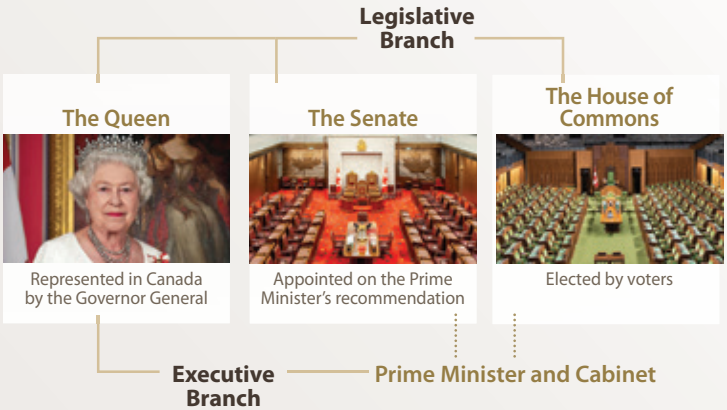 Legislative
Branch
The Queen
The Senate
The House of
Commons
Represented in Canada
by the Governor General
Appointed on the Prime
Minister's recommendation
Elected by voters
Executive
Branch
Prime Minister and Cabinet